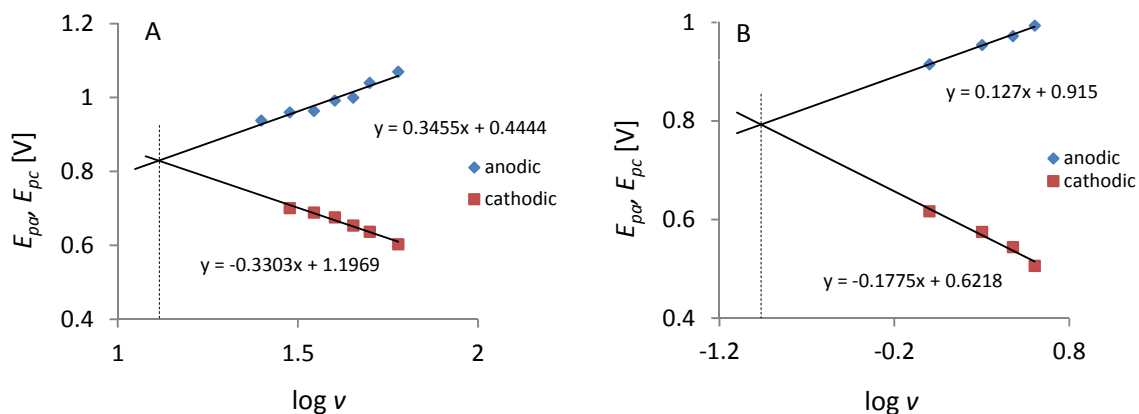 A
E_pa, E_pc [V]
1.2
1
0.8
0.6
0.4
y = 0.3455x + 0.4444
anodic
cathodic
y = -0.3303x + 1.1969
1
1.5
2
log v
B
E_pa, E_pc [V]
1
0.8
0.6
0.4
y = 0.127x + 0.915
anodic
cathodic
y = -0.1775x + 0.6218
-1.2
-0.2
0.8
log v